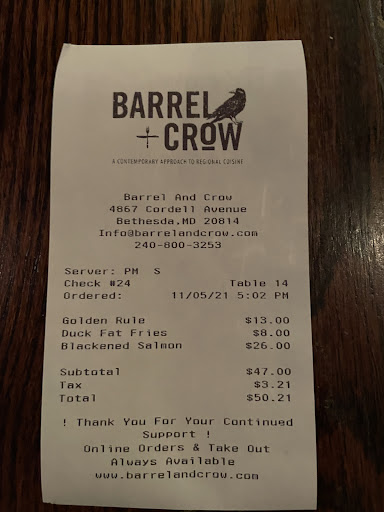 BARREL
+ CROW
A CONTEMPORARY APPROACH TO REGIONAL CUISINE
Barrel And Crow
4867 Cordell Avenue
Bethesda,MD 20814
Info@barrelandcrow.com
240-800-3253
Server: PM S
Check #24 Table 14
Ordered: 11/05/21 5:02 PM
Golden Rule $13.00
Duck Fat Fries $8.00
Blackened Salmon $26.00
Subtotal $47.00
Tax $3.21
Total $50.21
! Thank You For Your Continued
Support !
Online Orders & Take Out
Always Available
www.barrelandcrow.com